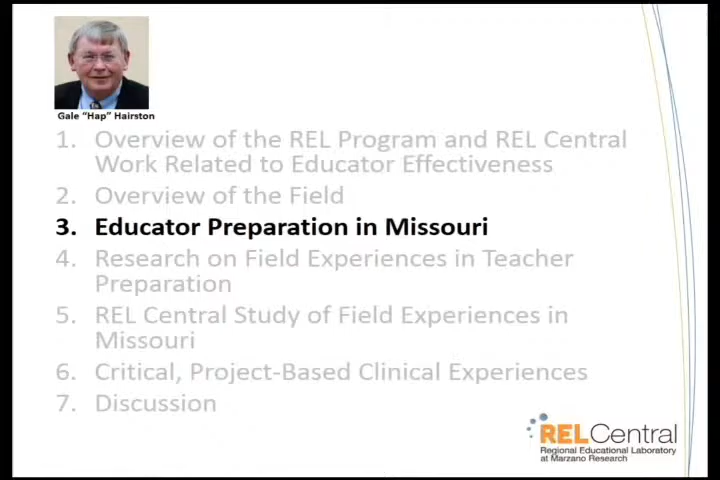 Gale "Hap" Hairston
1. Overview of the REL Program and REL Central
Work Related to Educator Effectiveness
2. Overview of the Field
3. Educator Preparation in Missouri
4. Research on Field Experiences in Teacher
Preparation
5. REL Central Study of Field Experiences in
Missouri
6. Critical, Project-Based Clinical Experiences
7. Discussion
RELCentral
Regional Educational Laboratory
at Marzano Research